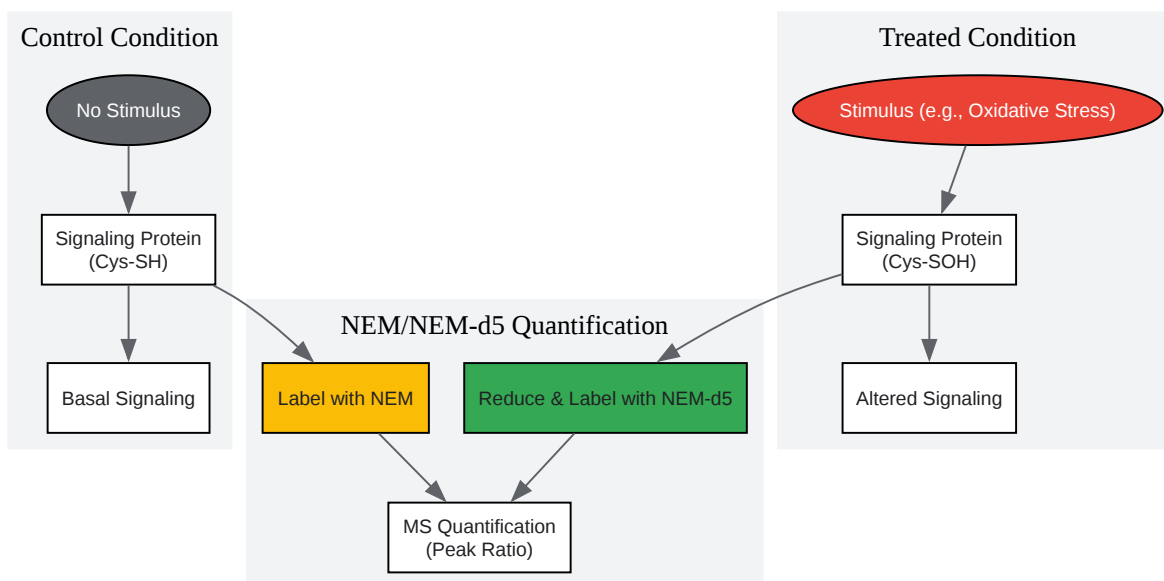 Control Condition
Treated Condition
No Stimulus
Stimulus (e.g., Oxidative Stress)
Signaling Protein
(Cys-SH)
Signaling Protein
(Cys-SOH)
NEM/NEM-d5 Quantification
Basal Signaling
Label with NEM
Reduce & Label with NEM-d5
Altered Signaling
MS Quantification
(Peak Ratio)